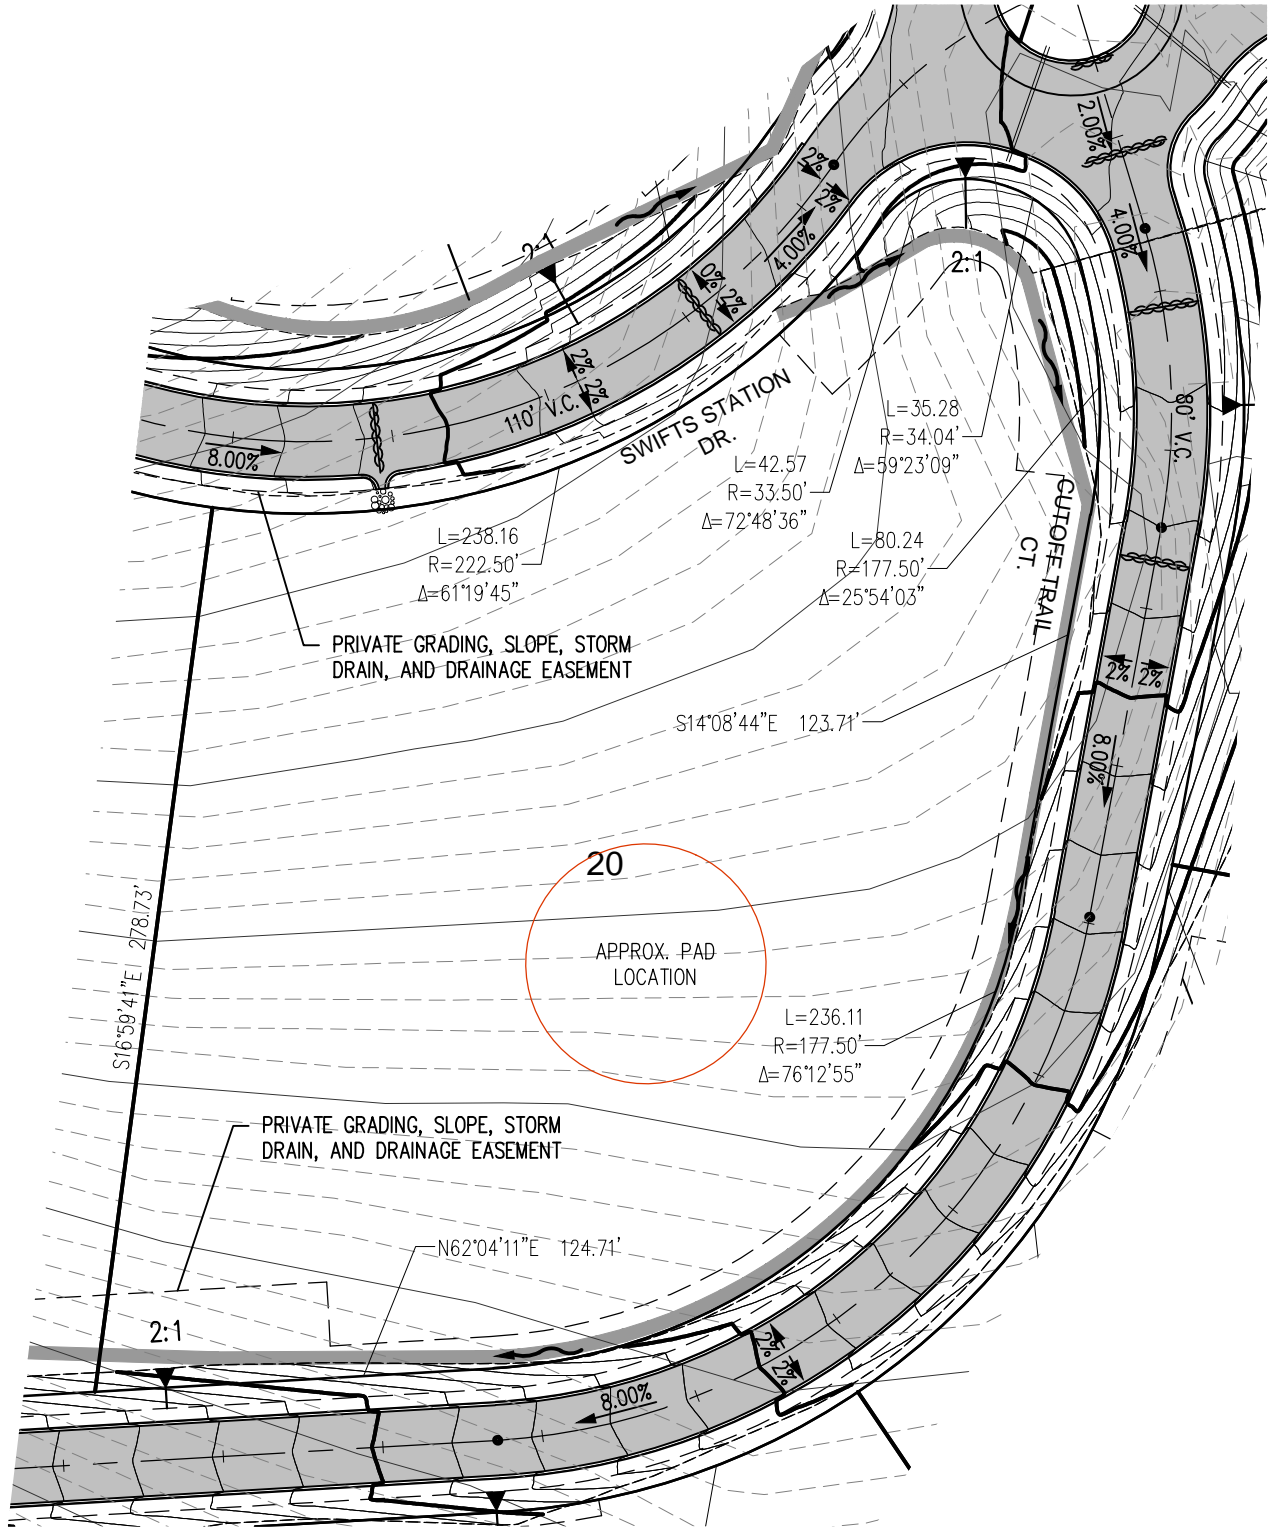 2.00%
2%
2%
4.00%
4.00%
2:1
2:1
0%
2%
80' V.C.
2%
2%
110' V.C.
SWIFTS STATION
DR.
8.00%
L=35.28
R=34.04'
Δ=59°23'09"
L=42.57
R=33.50'
Δ=72°48'36"
CUTOFF TRAIL
CT.
L=238.16
R=222.50'
Δ=61°19'45"
L=80.24
R=177.50'
Δ=25°54'03"
PRIVATE GRADING, SLOPE, STORM
DRAIN, AND DRAINAGE EASEMENT
2%
2%
S14°08'44"E 123.71'
8.00%
20
APPROX. PAD
LOCATION
S16°59'41"E 278.73'
L=236.11
R=177.50'
Δ=76°12'55"
PRIVATE GRADING, SLOPE, STORM
DRAIN, AND DRAINAGE EASEMENT
N62°04'11"E 124.71'
2:1
2%
2%
8.00%